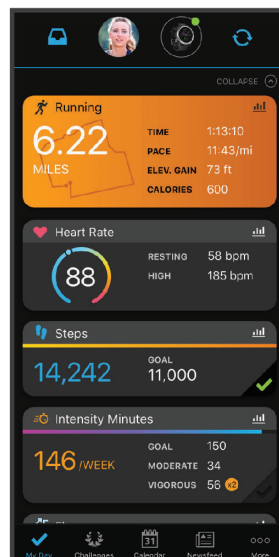 COLLAPSE
Running
6.22
MILES
TIME 1:13:10
PACE 11:43/mi
ELEV. GAIN 73 ft
CALORIES 600
Heart Rate
88
RESTING 58 bpm
HIGH 185 bpm
Steps
14,242
GOAL
11,000
Intensity Minutes
146 /WEEK
GOAL 150
MODERATE 34
VIGOROUS 56 x2
31
My Day Challenges Calendar Newsfeed More